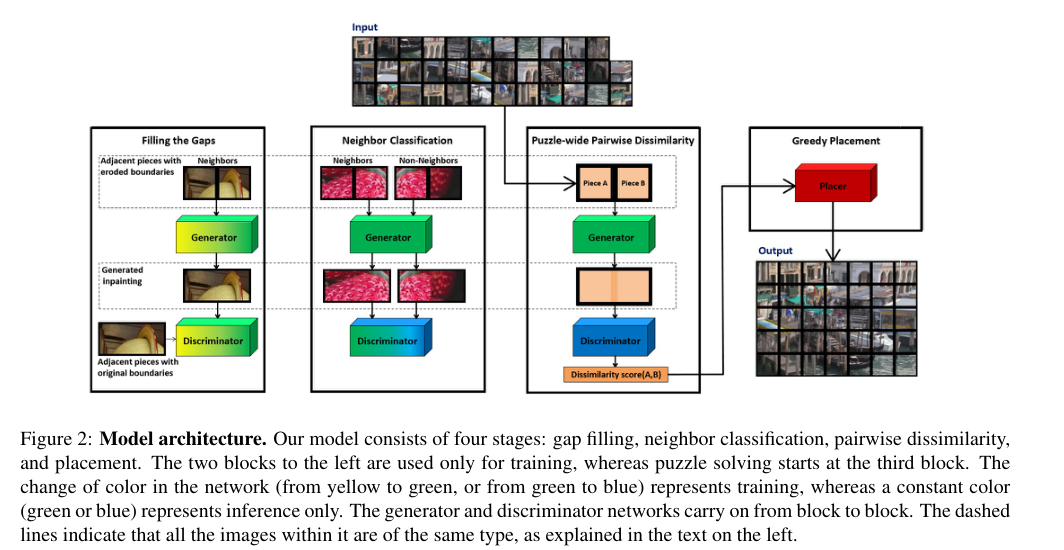 Input
Filling the Gaps
Adjacent pieces with
eroded boundaries
Neighbors
Generator
Generated
inpainting
Discriminator
Adjacent pieces with
original boundaries
Neighbor Classification
Neighbors
Non-Neighbors
Generator
Discriminator
Puzzle-wide Pairwise Dissimilarity
Piece A
Piece B
Generator
Discriminator
Dissimilarity score(A,B)
Greedy Placement
Placer
Output
Figure 2: Model architecture. Our model consists of four stages: gap filling, neighbor classification, pairwise dissimilarity,
and placement. The two blocks to the left are used only for training, whereas puzzle solving starts at the third block. The
change of color in the network (from yellow to green, or from green to blue) represents training, whereas a constant color
(green or blue) represents inference only. The generator and discriminator networks carry on from block to block. The dashed
lines indicate that all the images within it are of the same type, as explained in the text on the left.